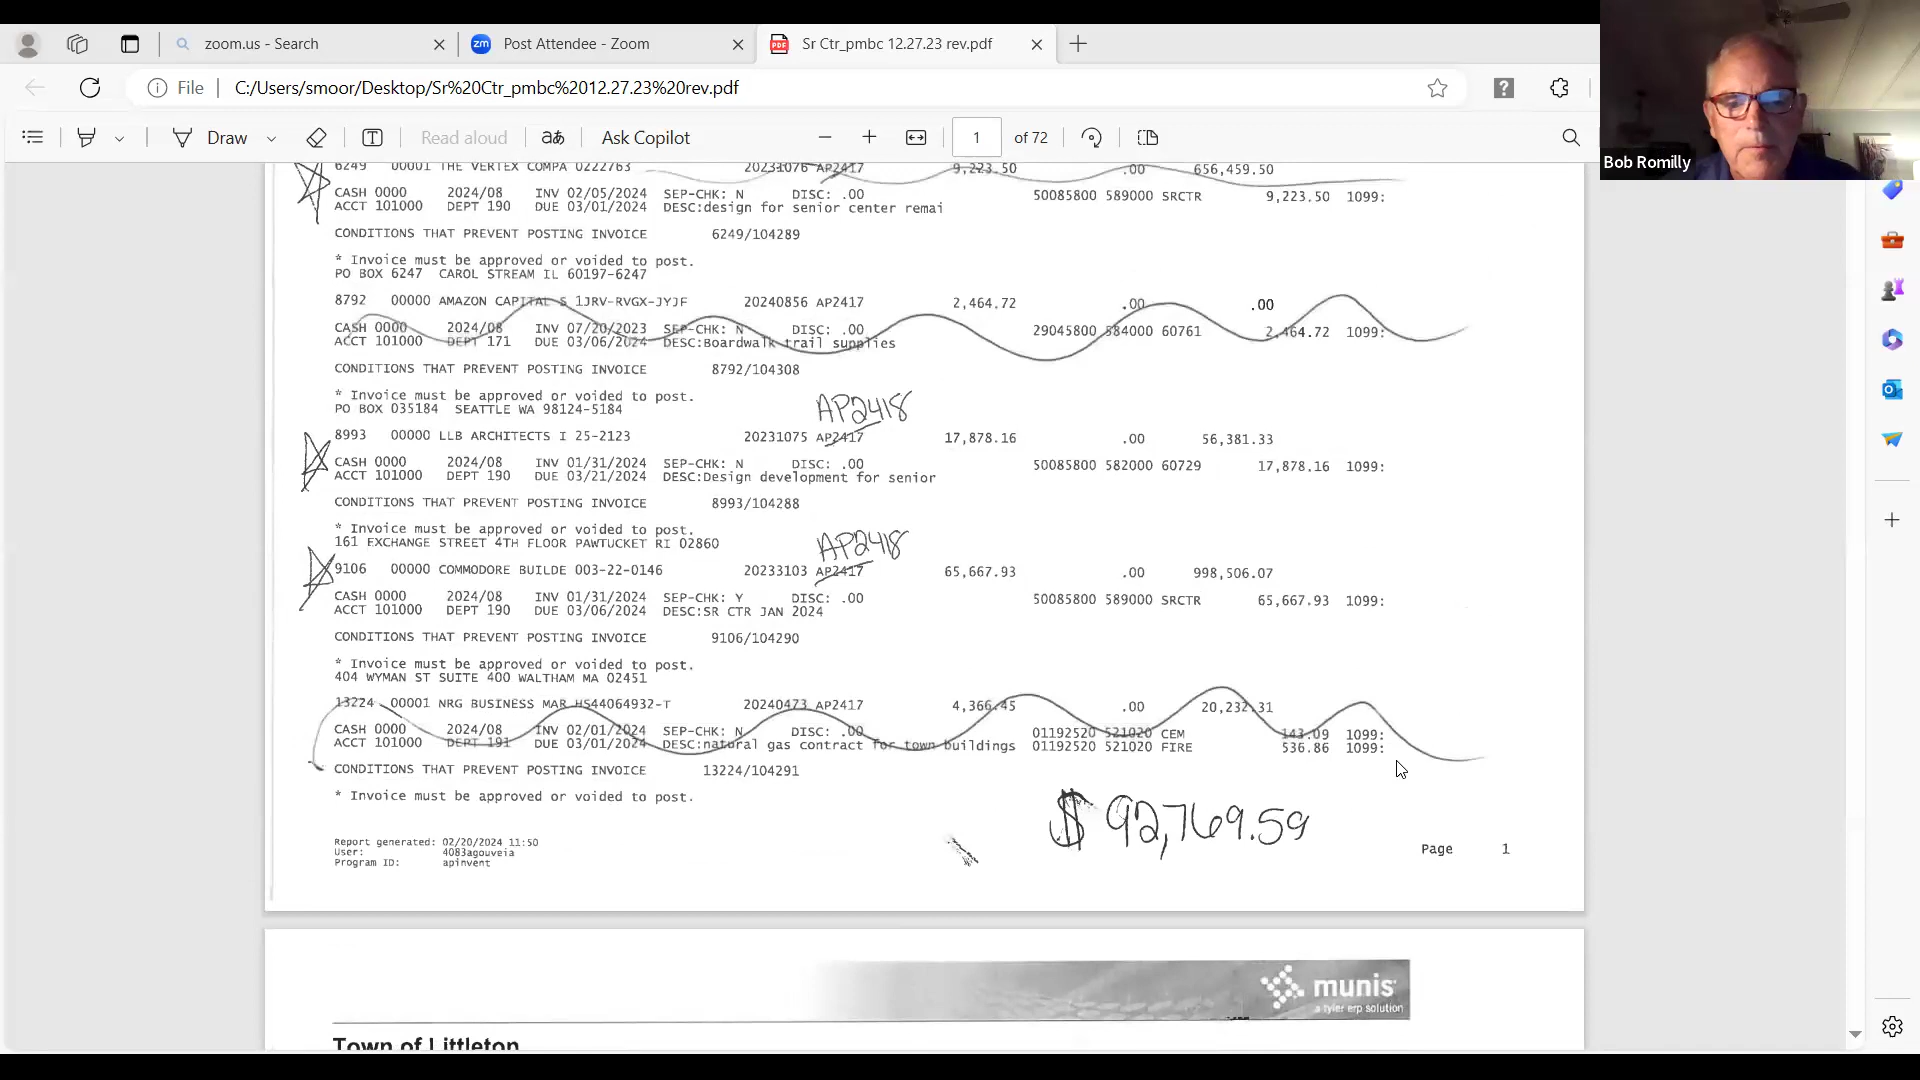 zoom.us - Search
Post Attendee - Zoom
Sr Ctr_pmbc 12.27.23 rev.pdf
File
C:/Users/smoor/Desktop/Sr%20Ctr_pmbc%2012.27.23%20rev.pdf
Draw
Read aloud
Ask Copilot
1 of 72
Bob Romilly
6249 00001 THE VERTEX COMPA 0222763 20231076 AP2417 9,223.50 .00 656,459.50
CASH 0000 2024/08 INV 02/05/2024 SEP-CHK: N DISC: .00 50085800 589000 SRCTR 9,223.50 1099:
ACCT 101000 DEPT 190 DUE 03/01/2024 DESC:design for senior center remai
CONDITIONS THAT PREVENT POSTING INVOICE 6249/104289
* Invoice must be approved or voided to post.
PO BOX 6247 CAROL STREAM IL 60197-6247
8792 00000 AMAZON CAPITAL S 1JRV-RVGX-JYJF 20240856 AP2417 2,464.72 .00 .00
CASH 0000 2024/08 INV 07/20/2023 SEP-CHK: N DISC: .00 29045800 584000 60761 2,464.72 1099:
ACCT 101000 DEPT 171 DUE 03/06/2024 DESC:Boardwalk trail supplies
CONDITIONS THAT PREVENT POSTING INVOICE 8792/104308
* Invoice must be approved or voided to post.
PO BOX 035184 SEATTLE WA 98124-5184
AP2418
8993 00000 LLB ARCHITECTS I 25-2123 20231075 AP2417 17,878.16 .00 56,381.33
CASH 0000 2024/08 INV 01/31/2024 SEP-CHK: N DISC: .00 50085800 582000 60729 17,878.16 1099:
ACCT 101000 DEPT 190 DUE 03/21/2024 DESC:Design development for senior
CONDITIONS THAT PREVENT POSTING INVOICE 8993/104288
* Invoice must be approved or voided to post.
161 EXCHANGE STREET 4TH FLOOR PAWTUCKET RI 02860
AP2418
9106 00000 COMMODORE BUILDE 003-22-0146 20233103 AP2417 65,667.93 .00 998,506.07
CASH 0000 2024/08 INV 01/31/2024 SEP-CHK: Y DISC: .00 50085800 589000 SRCTR 65,667.93 1099:
ACCT 101000 DEPT 190 DUE 03/06/2024 DESC:SR CTR JAN 2024
CONDITIONS THAT PREVENT POSTING INVOICE 9106/104290
* Invoice must be approved or voided to post.
404 WYMAN ST SUITE 400 WALTHAM MA 02451
13224 00001 NRG BUSINESS MAR HS44064932-T 20240473 AP2417 4,366.45 .00 20,232.31
CASH 0000 2024/08 INV 02/01/2024 SEP-CHK: N DISC: .00 01192520 521020 CEM 143.09 1099:
ACCT 101000 DEPT 191 DUE 03/01/2024 DESC:natural gas contract for town buildings 01192520 521020 FIRE 536.86 1099:
CONDITIONS THAT PREVENT POSTING INVOICE 13224/104291
* Invoice must be approved or voided to post.
$ 92,769.59
Report generated: 02/20/2024 11:50
User: 4083agouveia
Program ID: apinvent
Page 1
munis
a tyler erp solution
Town of Littleton